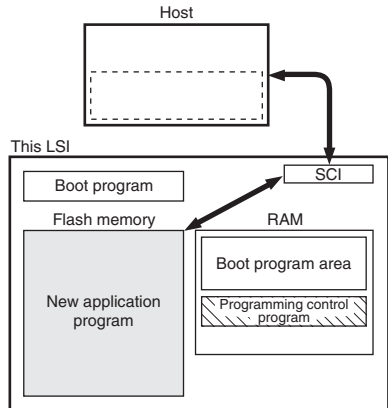 Host
This LSI
SCI
Boot program
Flash memory
RAM
Boot program area
New application
program
Programming control
program